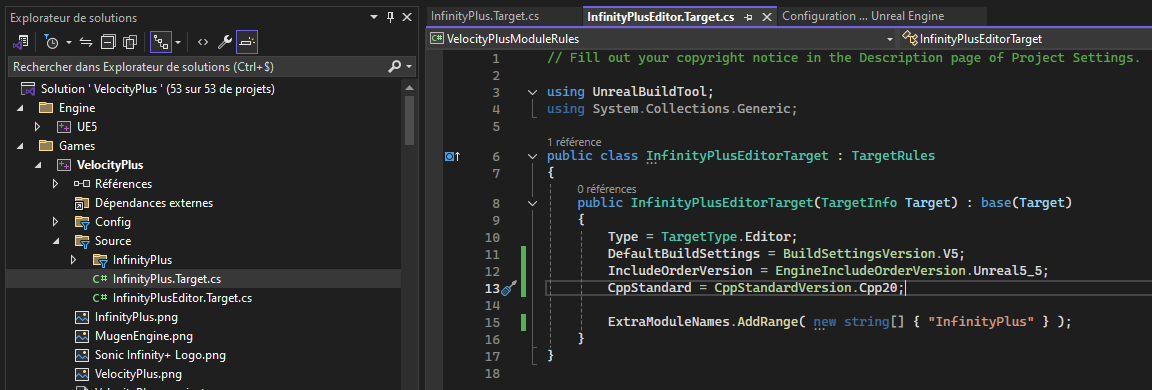 Explorateur de solutions
Rechercher dans Explorateur de solutions (Ctrl+$)
Solution ' VelocityPlus ' (53 sur 53 de projets)
Engine
UE5
Games
VelocityPlus
Références
Dépendances externes
Config
Source
InfinityPlus
C# InfinityPlus.Target.cs
C# InfinityPlusEditor.Target.cs
InfinityPlus.png
MugenEngine.png
Sonic Infinity+ Logo.png
VelocityPlus.png
InfinityPlus.Target.cs
InfinityPlusEditor.Target.cs
Configuration ... Unreal Engine
C# VelocityPlusModuleRules
InfinityPlusEditorTarget
1 // Fill out your copyright notice in the Description page of Project Settings.
2
3 using UnrealBuildTool;
4 using System.Collections.Generic;
5
1 référence
6 public class InfinityPlusEditorTarget : TargetRules
7 {
0 références
8 public InfinityPlusEditorTarget(TargetInfo Target) : base(Target)
9 {
10 Type = TargetType.Editor;
11 DefaultBuildSettings = BuildSettingsVersion.V5;
12 IncludeOrderVersion = EngineIncludeOrderVersion.Unreal5_5;
13 CppStandard = CppStandardVersion.Cpp20;
14
15 ExtraModuleNames.AddRange( new string[] { "InfinityPlus" } );
16 }
17 }
18